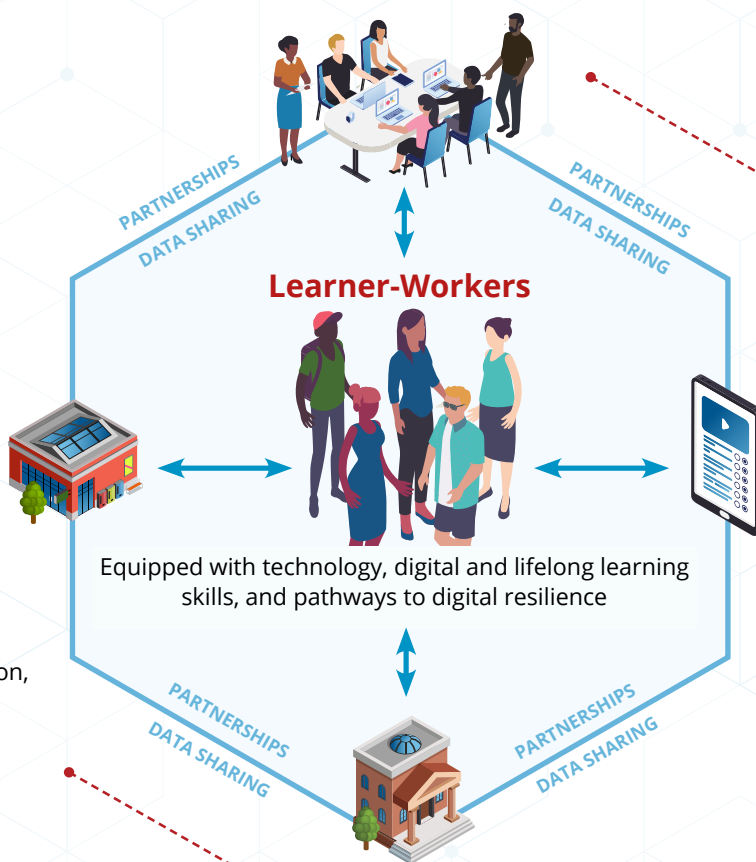 PARTNERSHIPS
DATA SHARING
PARTNERSHIPS
DATA SHARING
Learner-Workers
Equipped with technology, digital and lifelong learning
skills, and pathways to digital resilience
on,
PARTNERSHIPS
DATA SHARING
PARTNERSHIPS
DATA SHARING